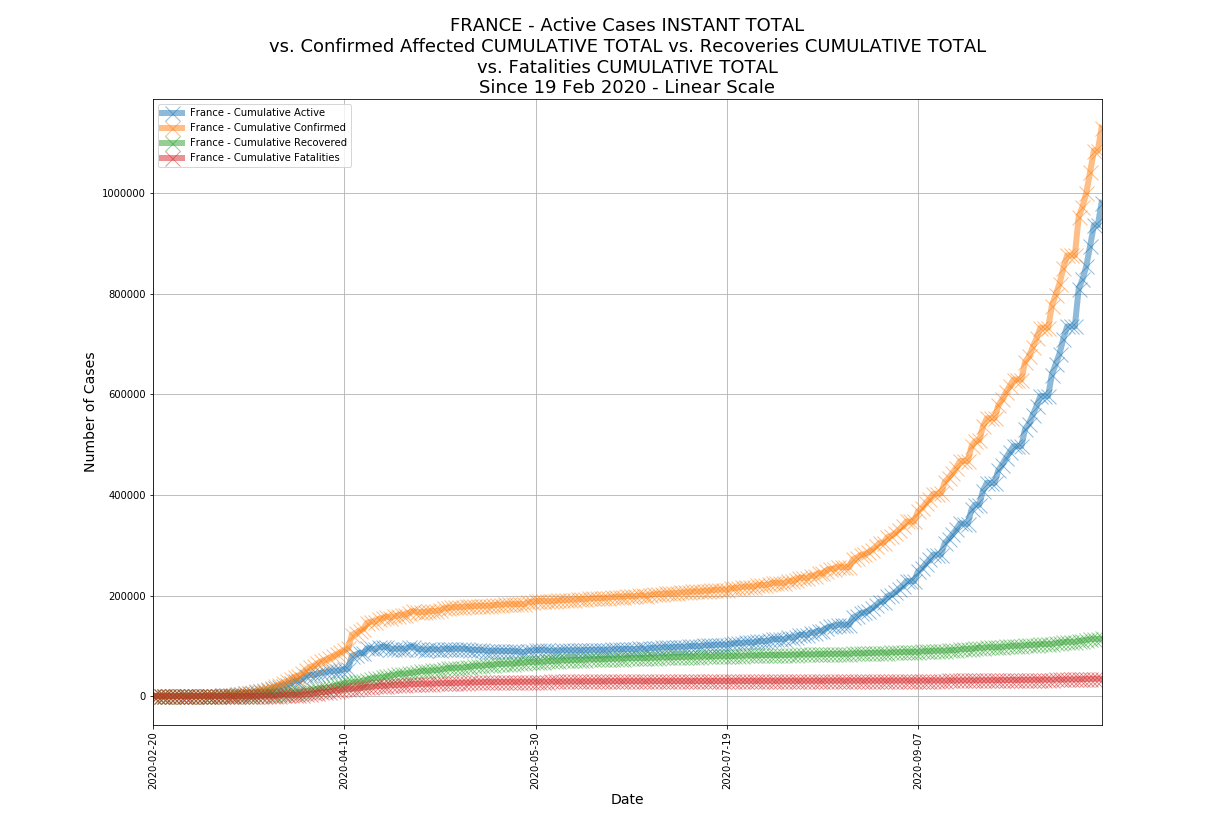 FRANCE - Active Cases INSTANT TOTAL
vs. Confirmed Affected CUMULATIVE TOTAL vs. Recoveries CUMULATIVE TOTAL
vs. Fatalities CUMULATIVE TOTAL
Since 19 Feb 2020 - Linear Scale
France - Cumulative Active
France - Cumulative Confirmed
France - Cumulative Recovered
France - Cumulative Fatalities
Number of Cases
1000000
800000
600000
400000
200000
0
2020-02-20
2020-04-10
2020-05-30
2020-07-19
2020-09-07
Date